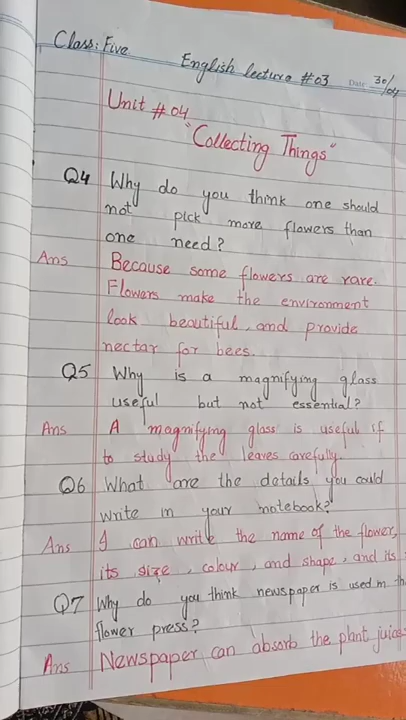 Class: Five
English lecture #03 Date 30/04
Unit # 04
"Collecting Things"
Q4 Why do you think one should
not pick more flowers than
one need?
Ans Because some flowers are rare.
Flowers make the environment
look beautiful, and provide
nectar for bees.
Q5 Why is a magnifying glass
useful but not essential?
Ans A magnifying glass is useful if
to study the leaves carefully.
Q6 What are the details you could
write in your notebook?
Ans I can write the name of the flower,
its size, colour, and shape, and its
Q7 Why do you think newspaper is used in the
flower press?
Ans Newspaper can absorb the plant